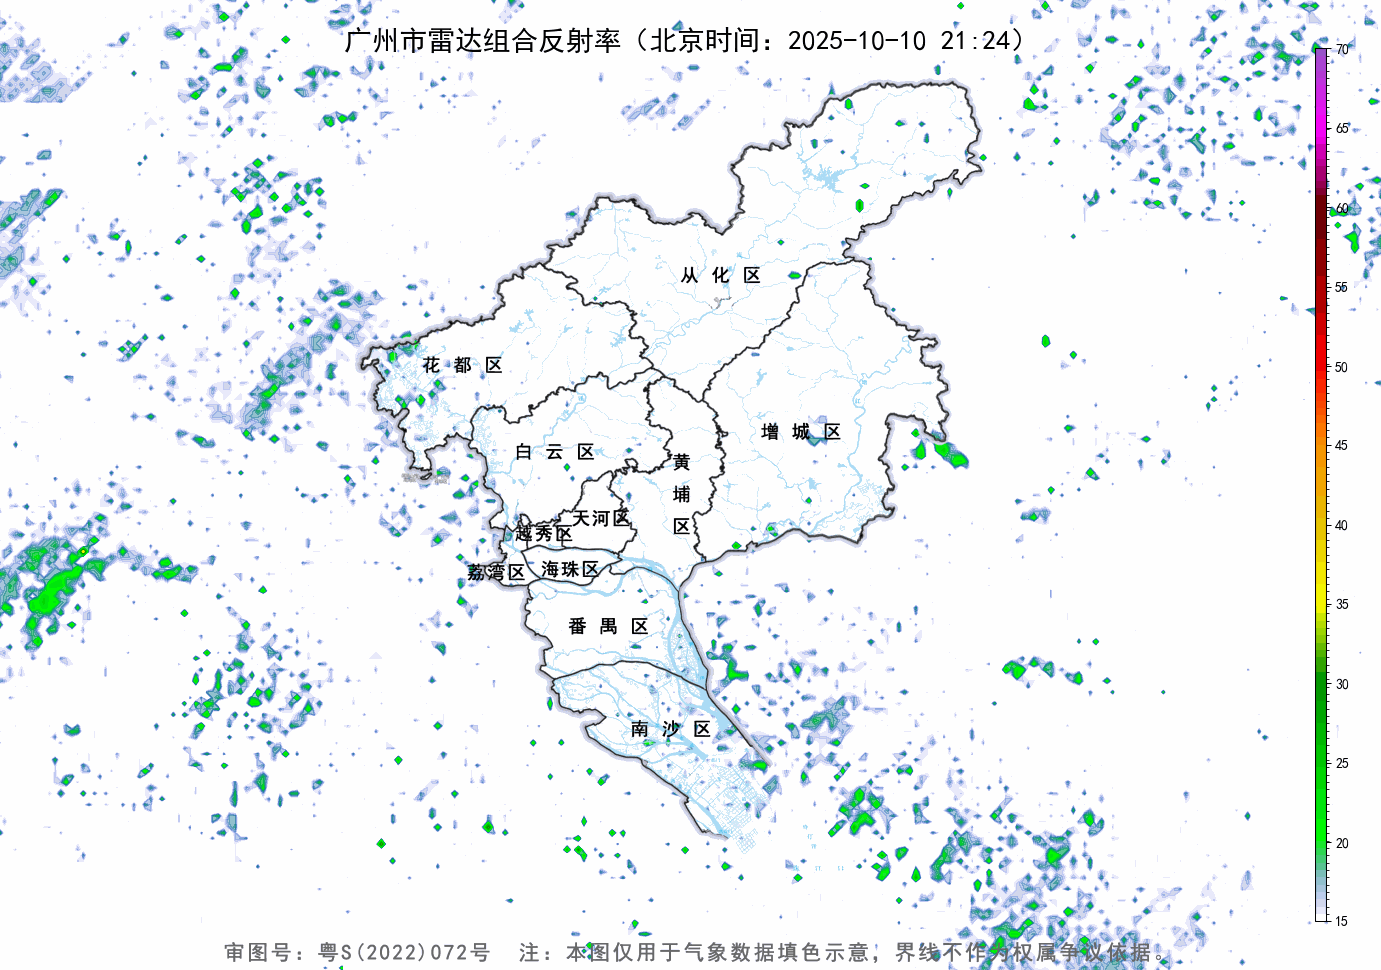 广州市雷达组合反射率（北京时间：2025-10-10 21:24）
70
65
60
55
50
45
40
35
30
25
20
15
从化区
花都区
增城区
白云区
黄埔区
天河区
越秀区
荔湾区
海珠区
番禺区
南沙区
审图号：粤S(2022)072号 注：本图仅用于气象数据填色示意，界线不作为权属争议依据。